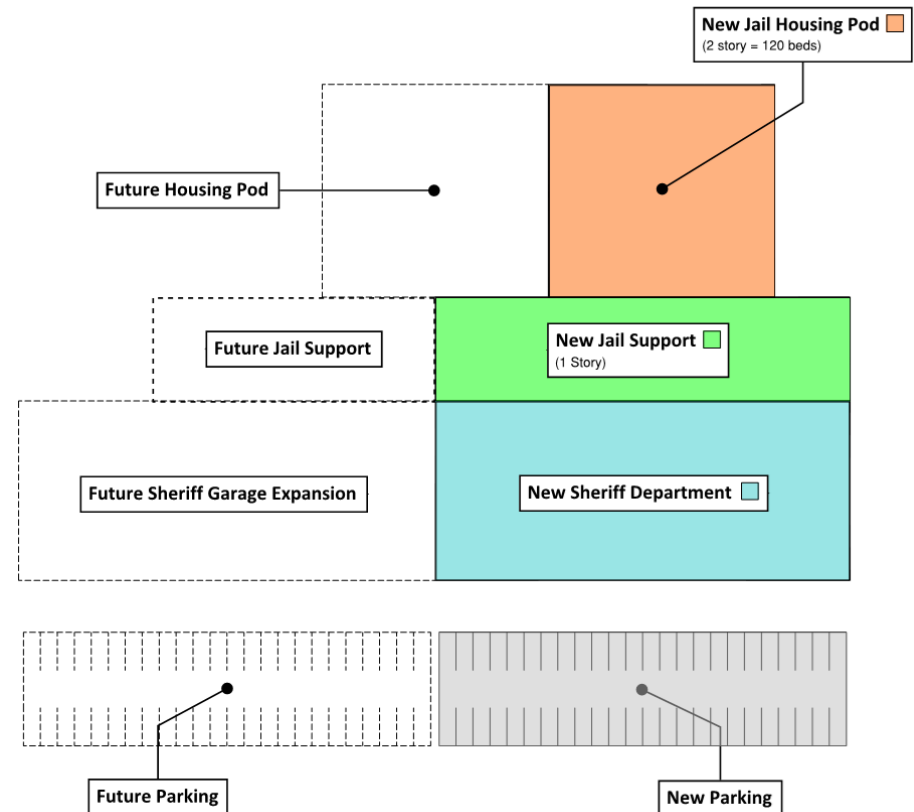 New Jail Housing Pod
(2 story = 120 beds)
Future Housing Pod
Future Jail Support
New Jail Support
(1 Story)
Future Sheriff Garage Expansion
New Sheriff Department
Future Parking
New Parking